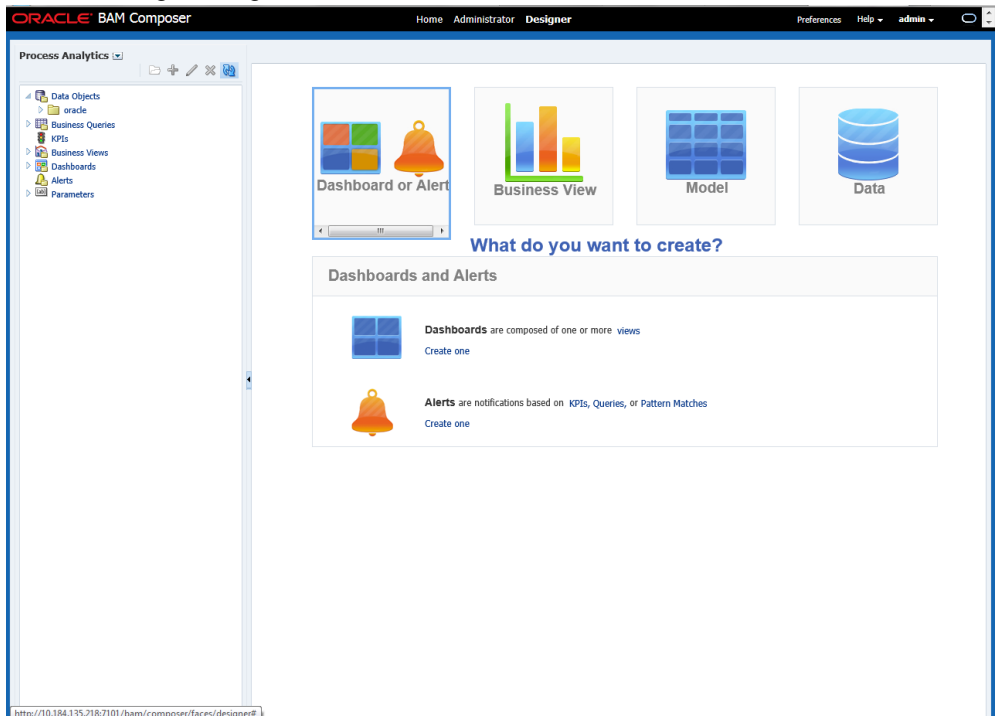 ORACLE BAM Composer
Home Administrator Designer
Preferences Help admin
Process Analytics
Data Objects
oracle
Business Queries
KPIs
Business Views
Dashboards
Alerts
Parameters
Dashboard or Alert
Business View
Model
Data
What do you want to create?
Dashboards and Alerts
Dashboards are composed of one or more views
Create one
Alerts are notifications based on KPIs, Queries, or Pattern Matches
Create one
http://10.184.135.218:7101/bam/composer/faces/designer#